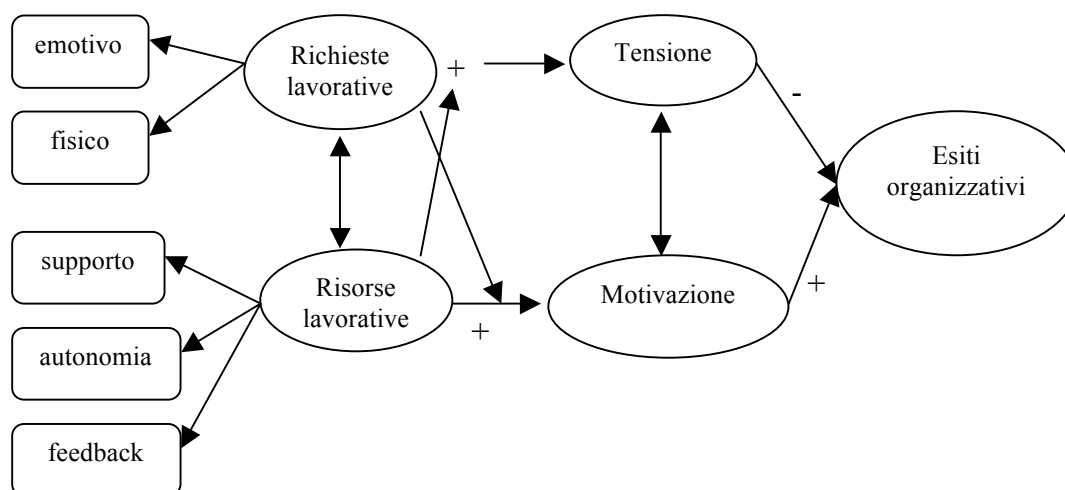 emotivo
fisico
Richieste
lavorative
+
Tensione
-
Esiti
organizzativi
supporto
autonomia
feedback
Risorse
lavorative
+
Motivazione
+